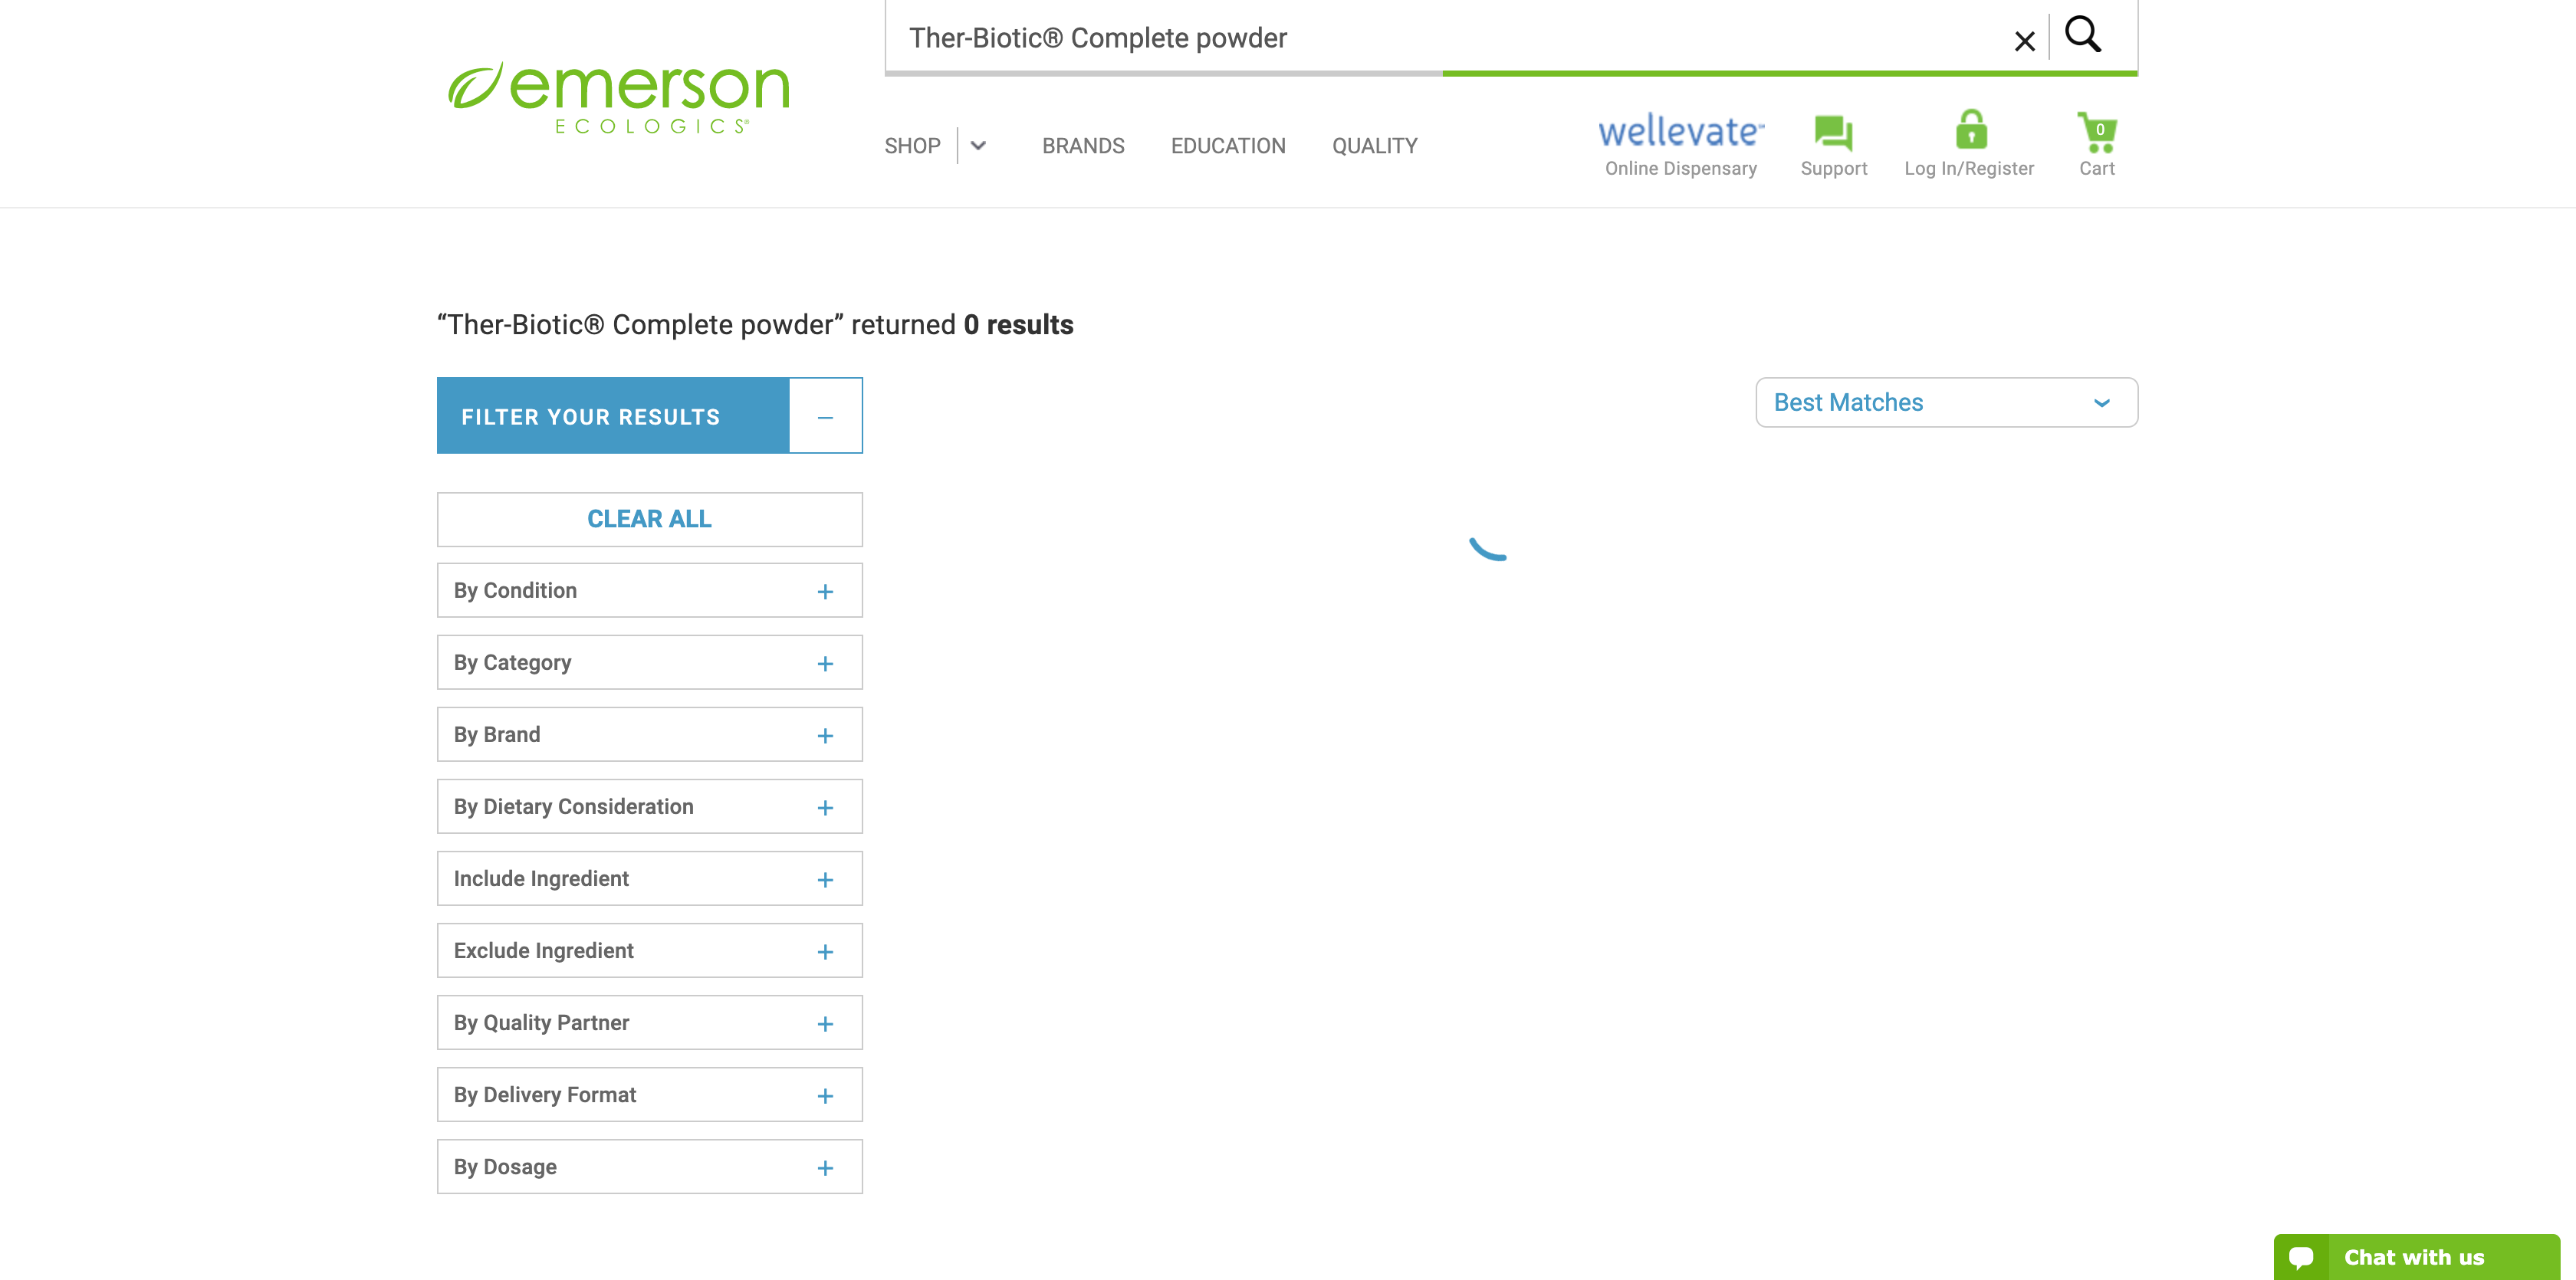 Ther-Biotic® Complete powder
emerson
ECOLOGICS®
SHOP
BRANDS
EDUCATION
QUALITY
wellevate℠
Online Dispensary
Support
Log In/Register
0
Cart
“Ther-Biotic® Complete powder” returned 0 results
FILTER YOUR RESULTS
Best Matches
CLEAR ALL
By Condition
By Category
By Brand
By Dietary Consideration
Include Ingredient
Exclude Ingredient
By Quality Partner
By Delivery Format
By Dosage
Chat with us